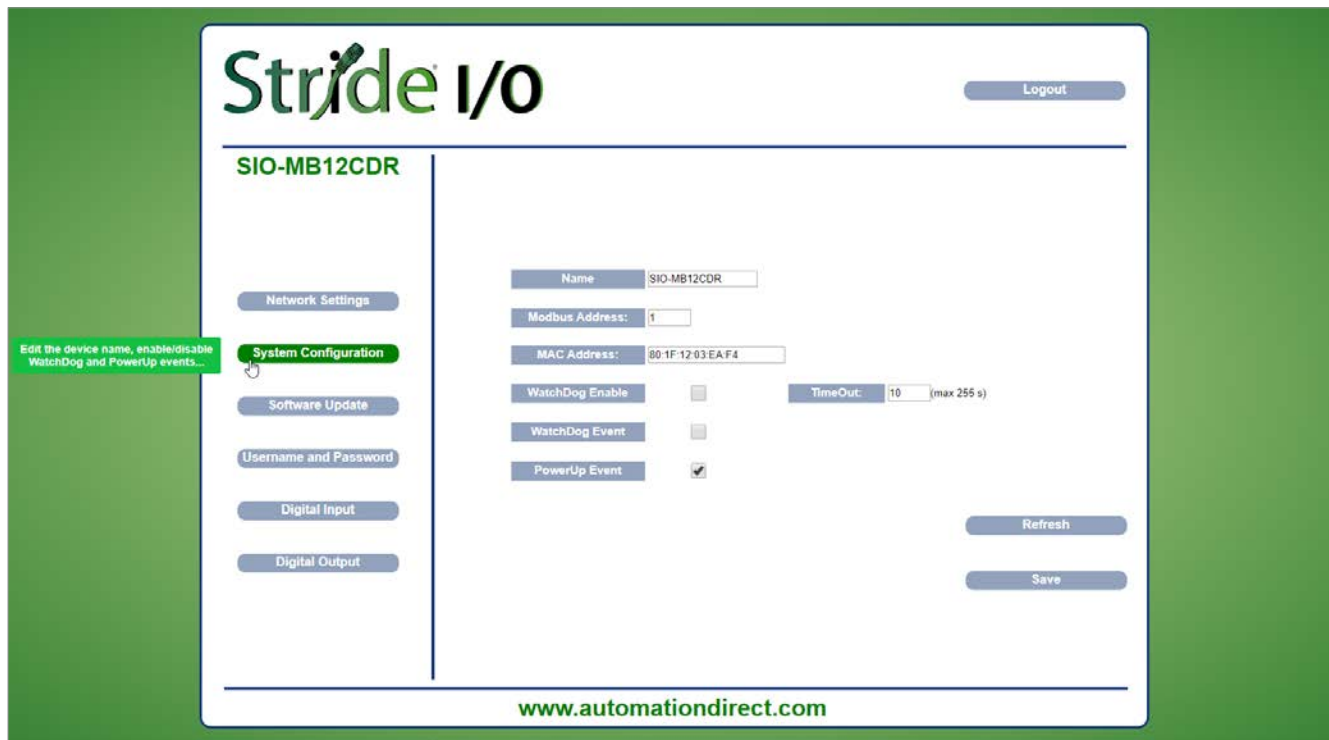 Stride I/O
Logout
SIO-MB12CDR
Network Settings
Edit the device name, enable/disable
WatchDog and PowerUp events...
System Configuration
Software Update
Username and Password
Digital Input
Digital Output
Name SIO-MB12CDR
Modbus Address: 1
MAC Address: 80:1F:12:03:EA:F4
WatchDog Enable TimeOut: 10 (max 255 s)
WatchDog Event
PowerUp Event
Refresh
Save
www.automationdirect.com